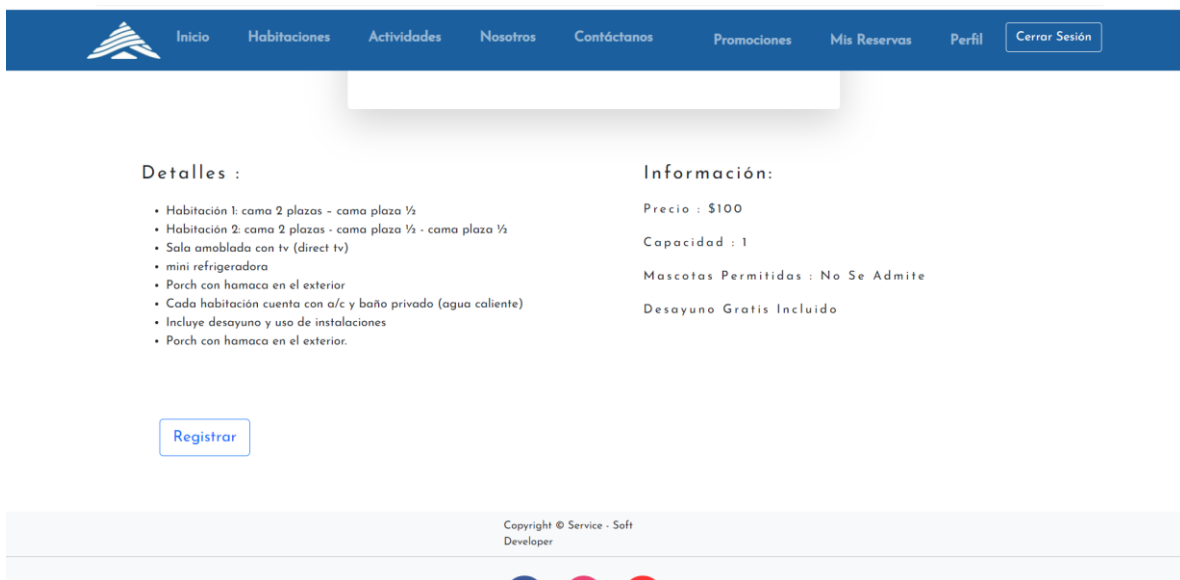 Inicio Habitaciones Actividades Nosotros Contáctanos Promociones Mis Reservas Perfil Cerrar Sesión
Detalles :
• Habitación 1: cama 2 plazas – cama plaza ½
• Habitación 2: cama 2 plazas - cama plaza ½ - cama plaza ½
• Sala amoblada con tv (direct tv)
• mini refrigeradora
• Porch con hamaca en el exterior
• Cada habitación cuenta con a/c y baño privado (agua caliente)
• Incluye desayuno y uso de instalaciones
• Porch con hamaca en el exterior.
Información:
Precio : $100
Capacidad : 1
Mascotas Permitidas : No Se Admite
Desayuno Gratis Incluido
Registrar
Copyright © Service - Soft
Developer